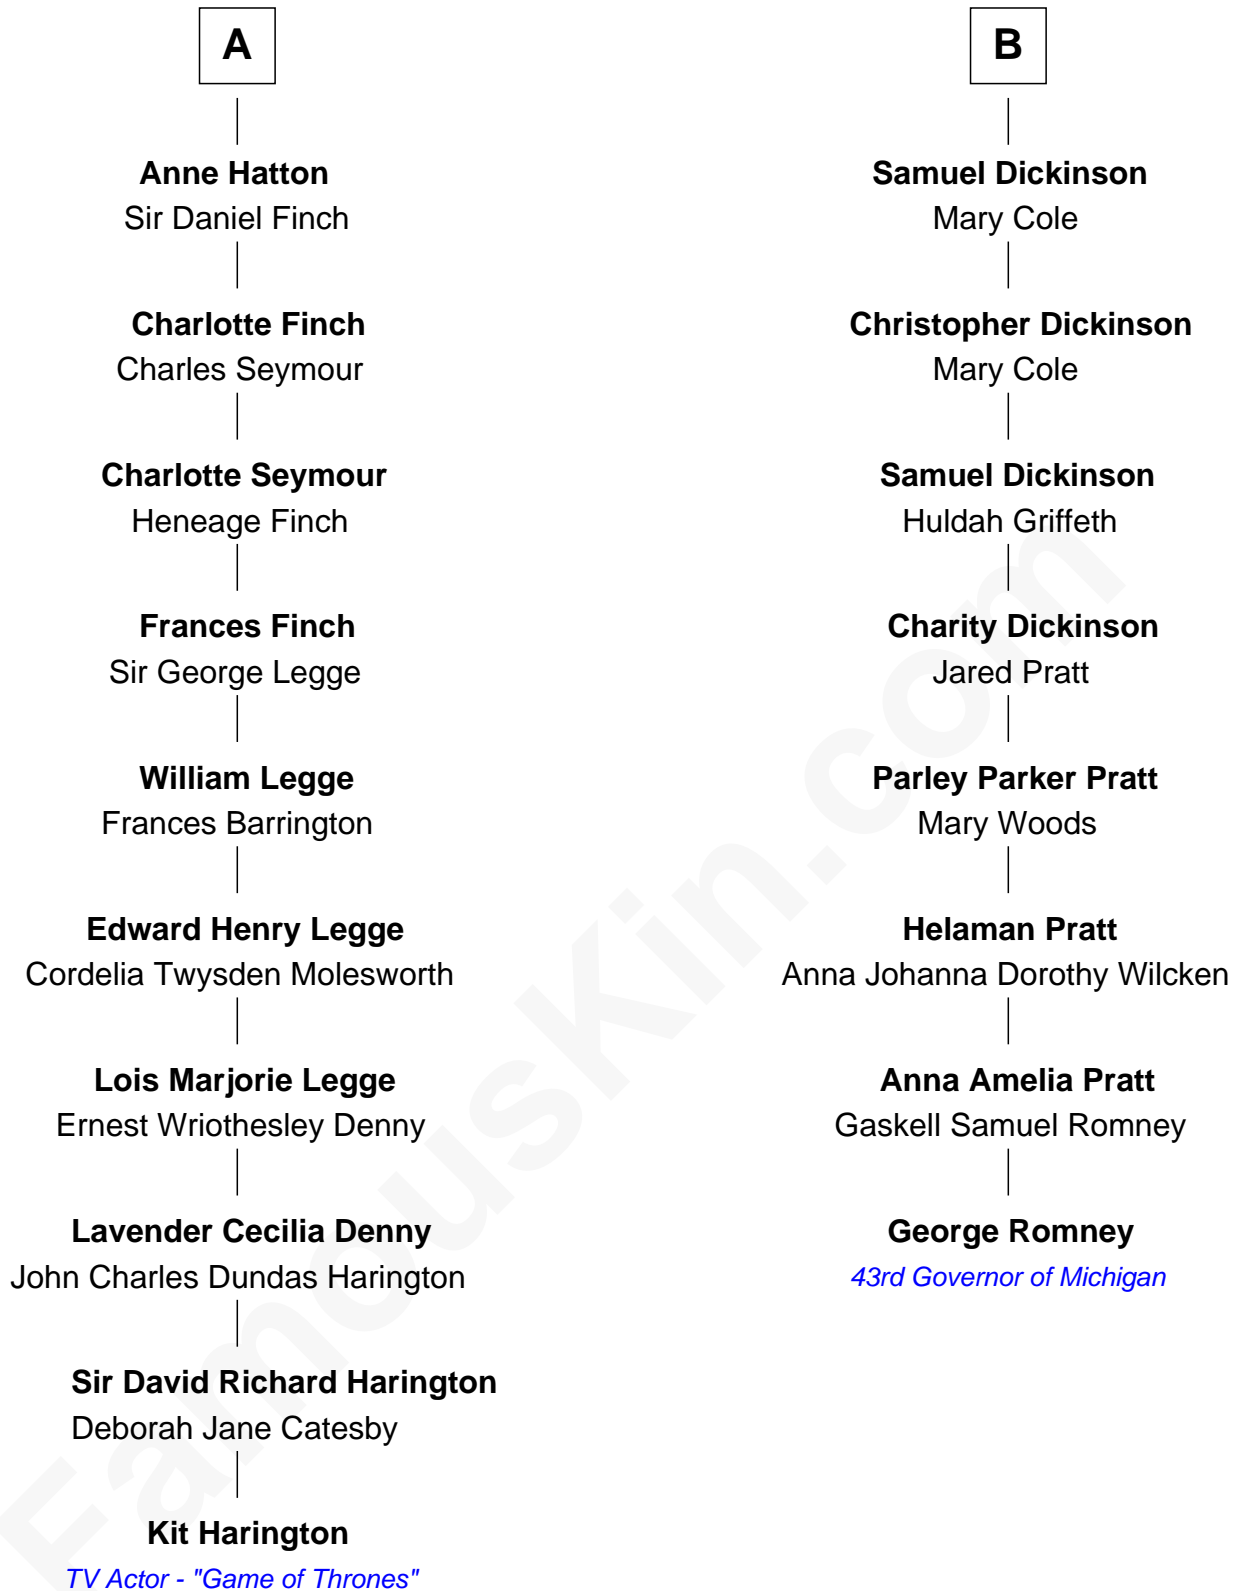 A
Anne Hatton
Sir Daniel Finch
Charlotte Finch
Charles Seymour
Charlotte Seymour
Heneage Finch
Frances Finch
Sir George Legge
William Legge
Frances Barrington
Edward Henry Legge
Cordelia Twysden Molesworth
Lois Marjorie Legge
Ernest Wriothesley Denny
Lavender Cecilia Denny
John Charles Dundas Harington
Sir David Richard Harington
Deborah Jane Catesby
Kit Harington
TV Actor - "Game of Thrones"
B
Samuel Dickinson
Mary Cole
Christopher Dickinson
Mary Cole
Samuel Dickinson
Huldah Griffeth
Charity Dickinson
Jared Pratt
Parley Parker Pratt
Mary Woods
Helaman Pratt
Anna Johanna Dorothy Wilcken
Anna Amelia Pratt
Gaskell Samuel Romney
George Romney
43rd Governor of Michigan
FamousKin.com